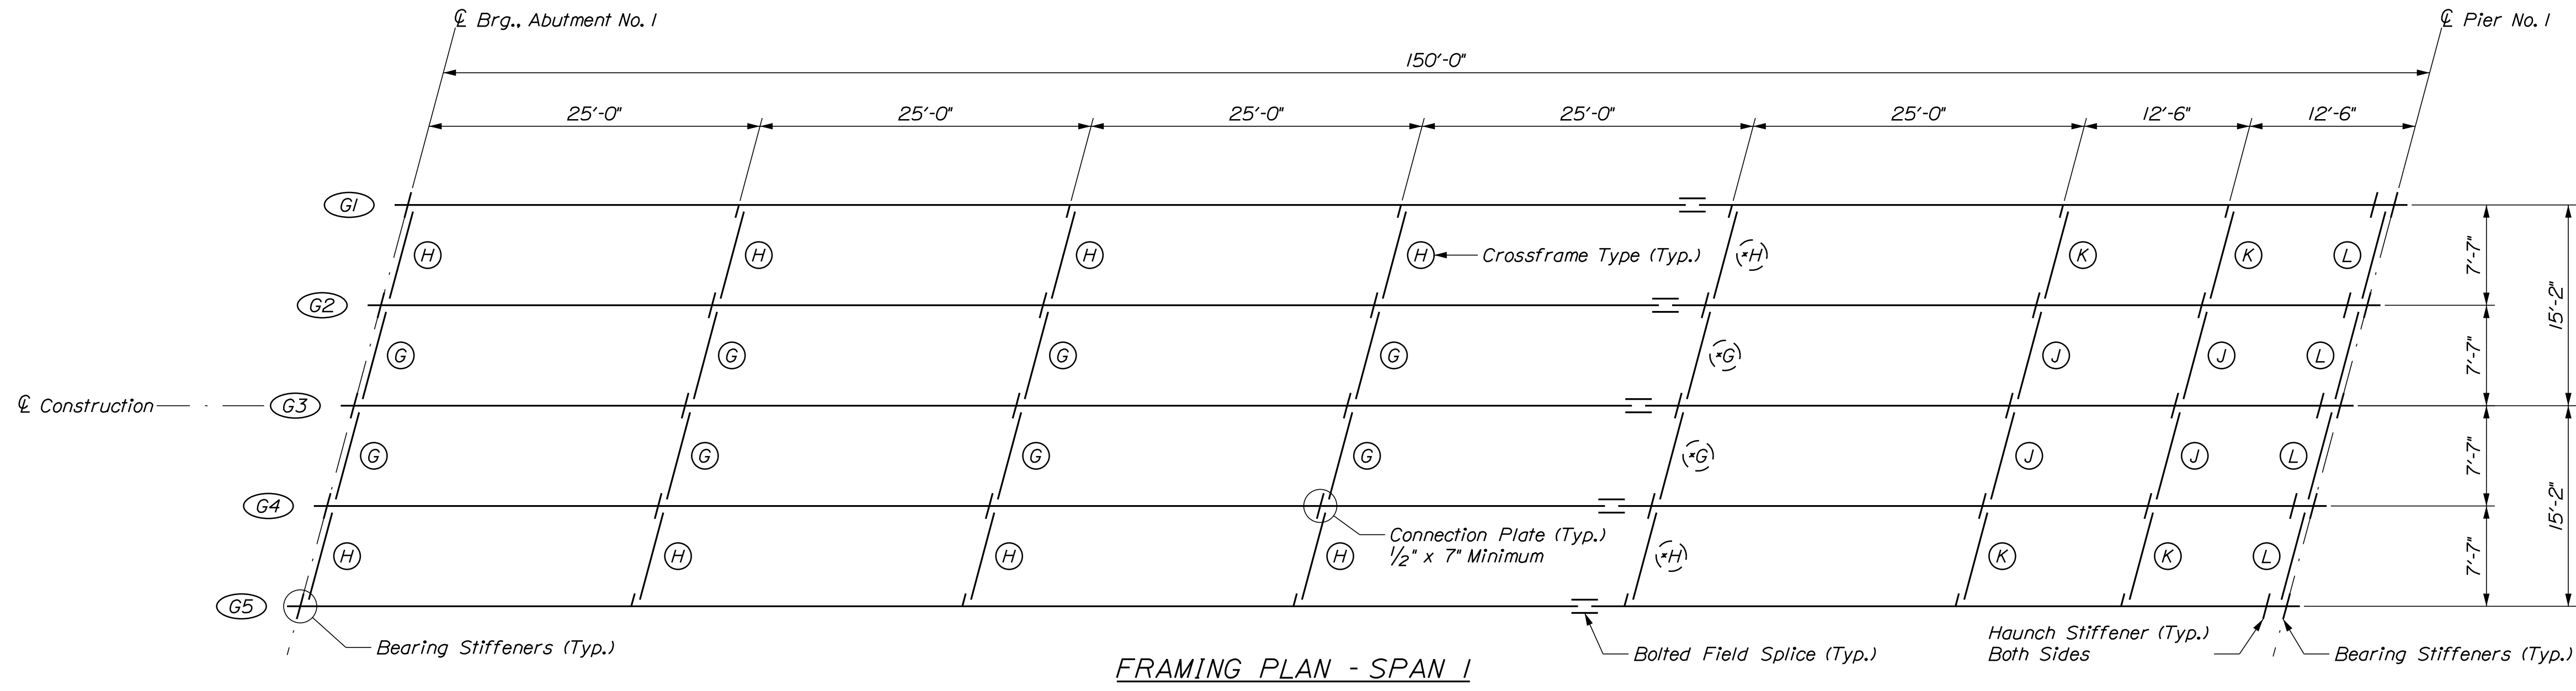 ℄ Brg., Abutment No. 1
℄ Pier No. 1
150'-0"
25'-0" 25'-0" 25'-0" 25'-0" 25'-0" 12'-6" 12'-6"
G1
H H H H Crossframe Type (Typ.) *H K K L 7'-7"
15'-2"
G2
G G G G *G J J L 7'-7"
℄ Construction G3
G G G G *G J J L 7'-7"
15'-2"
G4
Connection Plate (Typ.)
1/2" x 7" Minimum
H H H H *H K K L 7'-7"
G5
Bearing Stiffeners (Typ.)
Bolted Field Splice (Typ.)
Haunch Stiffener (Typ.)
Both Sides
Bearing Stiffeners (Typ.)
FRAMING PLAN - SPAN 1